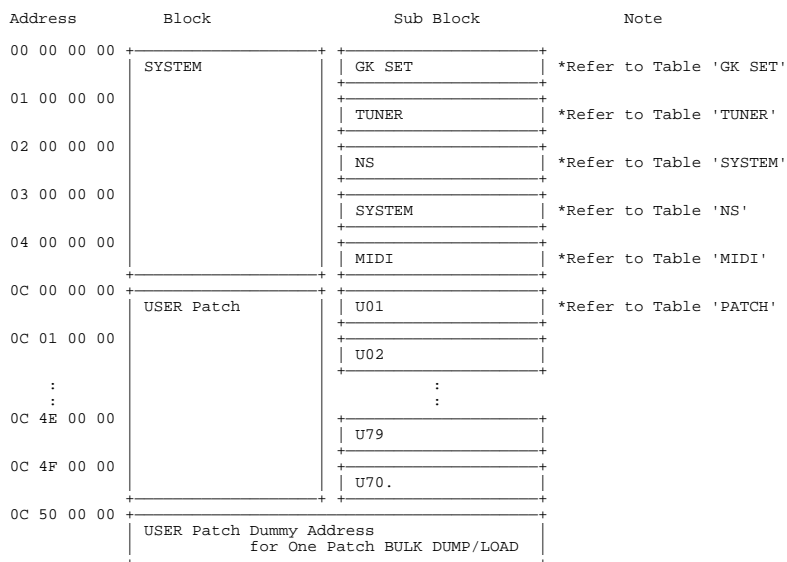 Address Block Sub Block Note
00 00 00 00
SYSTEM GK SET *Refer to Table 'GK SET'
01 00 00 00
TUNER *Refer to Table 'TUNER'
02 00 00 00
NS *Refer to Table 'SYSTEM'
03 00 00 00
SYSTEM *Refer to Table 'NS'
04 00 00 00
MIDI *Refer to Table 'MIDI'
0C 00 00 00
USER Patch U01 *Refer to Table 'PATCH'
0C 01 00 00
U02
: :
: :
0C 4E 00 00
U79
0C 4F 00 00
U70.
0C 50 00 00
USER Patch Dummy Address
for One Patch BULK DUMP/LOAD